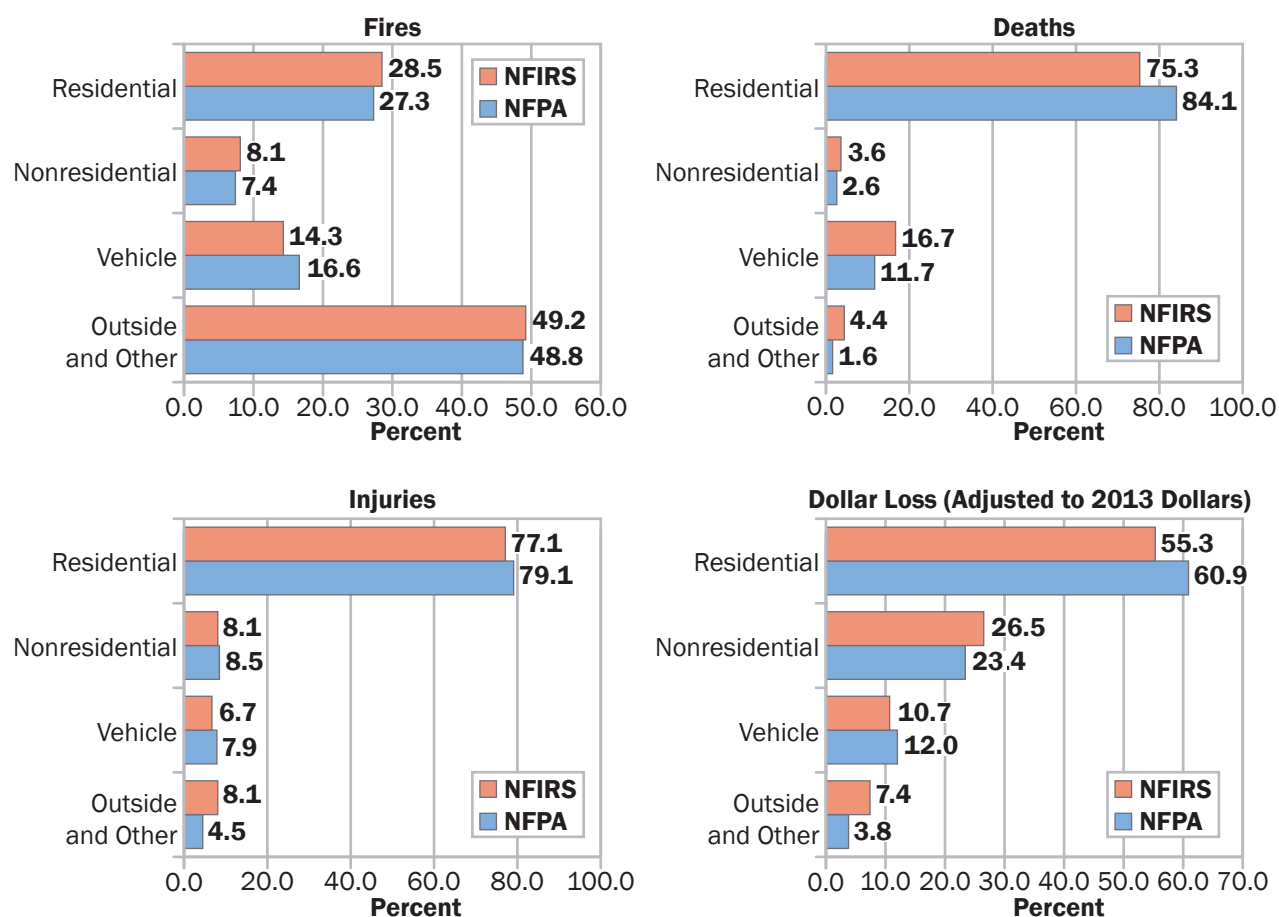 Fires
Residential
28.5
27.3
Nonresidential
8.1
7.4
Vehicle
14.3
16.6
Outside
and Other
49.2
48.8
NFIRS
NFPA
0.0 10.0 20.0 30.0 40.0 50.0 60.0
Percent
Deaths
Residential
75.3
84.1
Nonresidential
3.6
2.6
Vehicle
16.7
11.7
Outside
and Other
4.4
1.6
NFIRS
NFPA
0.0 20.0 40.0 60.0 80.0 100.0
Percent
Injuries
Residential
77.1
79.1
Nonresidential
8.1
8.5
Vehicle
6.7
7.9
Outside
and Other
8.1
4.5
NFIRS
NFPA
0.0 20.0 40.0 60.0 80.0 100.0
Percent
Dollar Loss (Adjusted to 2013 Dollars)
Residential
55.3
60.9
Nonresidential
26.5
23.4
Vehicle
10.7
12.0
Outside
and Other
7.4
3.8
NFIRS
NFPA
0.0 10.0 20.0 30.0 40.0 50.0 60.0 70.0
Percent